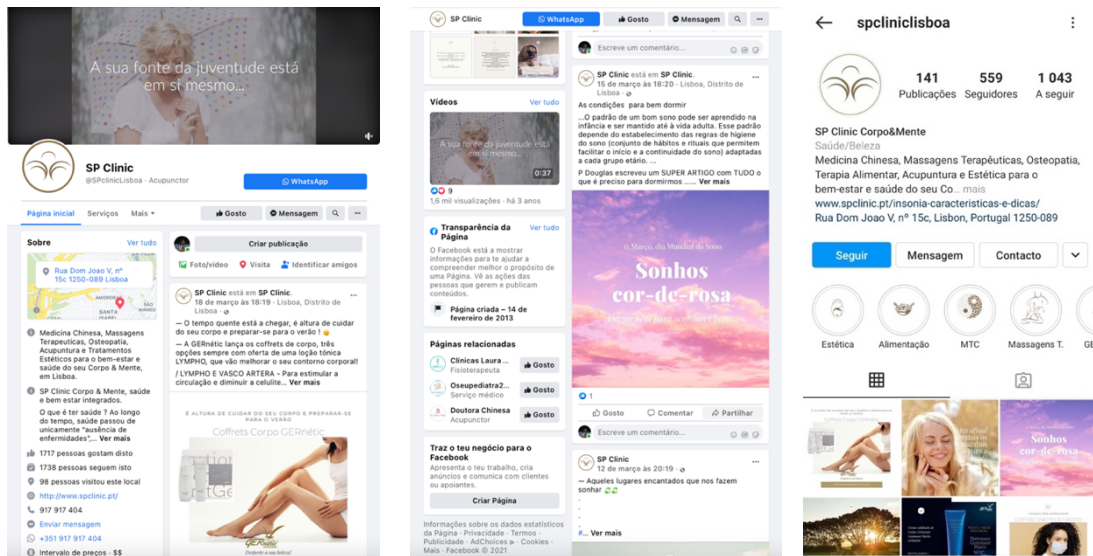 A sua fonte da juventude está
em si mesmo...
SP Clinic
@SPclinicLisboa · Acupunctor
WhatsApp
Página inicial Serviços Mais
Gosto
Mensagem
Sobre
Ver tudo
Rua Dom Joao V, nº
15c 1250-089 Lisboa
Medicina Chinesa, Massagens
Terapeuticas, Osteopatia,
Acupuntura e Tratamentos
Estéticos para o bem-estar e
saúde do seu Corpo & Mente,
em Lisboa.
SP Clinic Corpo & Mente, saúde
e bem estar integrados.
O que é ter saúde ? Ao longo
do tempo, saúde passou de
unicamente "ausência de
enfermidades",... Ver mais
1717 pessoas gostam disto
1738 pessoas seguem isto
98 pessoas visitou este local
http://www.spclinic.pt/
917 917 404
Enviar mensagem
+351 917 917 404
Intervalo de preços · $$
Criar publicação
Foto/vídeo
Visita
Identificar amigos
SP Clinic está em SP Clinic.
18 de março às 18:19 · Lisboa, Distrito de
Lisboa ·
— O tempo quente está a chegar, é altura de cuidar
do seu corpo e preparar-se para o verão !
— A GERnétic lança os coffrets de corpo, três
opções sempre com oferta de uma loção tónica
LYMPHO, que vão melhorar o seu contorno corporal!
/ LYMPHO E VASCO ARTERA – Para estimular a
circulação e diminuir a celulite... Ver mais
É ALTURA DE CUIDAR DO SEU CORPO E PREPARAR-SE
PARA O VERÃO
Coffrets Corpo GERnétic
GERnétic
Desperte a sua beleza!
SP Clinic
WhatsApp
Gosto
Mensagem
Vídeos
Ver tudo
A sua fonte da juventude está
em si mesmo...
0:37
9
1,6 mil visualizações · há 3 anos
Transparência da
Página
Ver tudo
O Facebook está a mostrar
informações para te ajudar a
compreender melhor o propósito de
uma Página. Vê as ações das
pessoas que gerem e publicam
conteúdos.
Página criada – 14 de
fevereiro de 2013
Páginas relacionadas
Clínicas Laura ...
Fisioterapeuta
Gosto
Oseupediatra2...
Serviço médico
Gosto
Doutora Chinesa
Acupunctor
Gosto
Traz o teu negócio para o
Facebook
Apresenta o teu trabalho, cria
anúncios e comunica com clientes
ou apoiantes.
Criar Página
Informações sobre os dados estatísticos
da Página · Privacidade · Termos ·
Publicidade · AdChoices · Cookies ·
Mais · Facebook © 2021
Escreve um comentário...
SP Clinic está em SP Clinic.
15 de março às 18:20 · Lisboa, Distrito de
Lisboa ·
As condições para bem dormir
...O padrão de um bom sono pode ser aprendido na
infância e ser mantido até à vida adulta. Esse padrão
depende do estabelecimento das regras de higiene
do sono (conjunto de hábitos e rituais que permitem
facilitar o início e a continuidade do sono) adaptadas
a cada grupo etário. ...
P Douglas escreveu um SUPER ARTIGO com TUDO o
que é preciso para dormirmos ...... Ver mais
15 Março, dia Mundial do Sono
Sonhos
cor-de-rosa
1
Gosto
Comentar
Partilhar
Escreve um comentário...
SP Clinic
12 de março às 20:19 ·
— Aqueles lugares encantados que nos fazem
sonhar
.
.
.
#... Ver mais
spcliniclisboa
141 559 1 043
Publicações Seguidores A seguir
SP Clinic Corpo&Mente
Saúde/Beleza
Medicina Chinesa, Massagens Terapêuticas, Osteopatia,
Terapia Alimentar, Acupuntura e Estética para o
bem-estar e saúde do seu Co... mais
www.spclinic.pt/insonia-caracteristicas-e-dicas/
Rua Dom Joao V, nº 15c, Lisbon, Portugal 1250-089
Seguir Mensagem Contacto
Estética Alimentação MTC Massagens T. GE
Coffrets Corpo GERnétic
Sonhos
cor-de-rosa